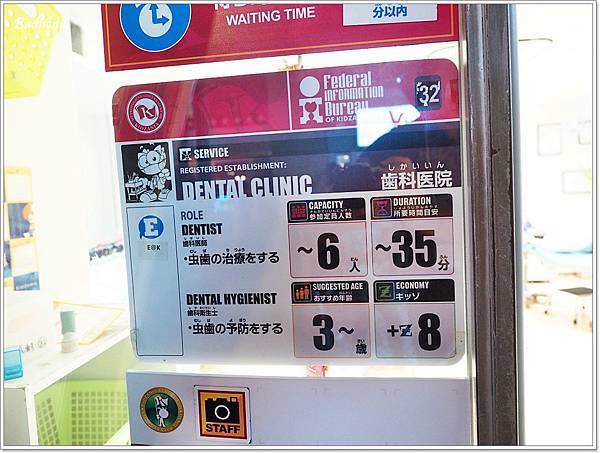 WAITING TIME
分以内
Federal
INFORMATION
Bureau
OF KIDZANIA
32
SERVICE
REGISTERED ESTABLISHMENT:
DENTAL CLINIC
しかいいん
歯科医院
E
E@K
ROLE
DENTIST
歯科医師
・虫歯の治療をする
DENTAL HYGIENIST
歯科衛生士
・虫歯の予防をする
CAPACITY
参加定員人数
~6人
DURATION
所要時間目安
~35分
SUGGESTED AGE
おすすめ年齢
3~歳
ECONOMY
キッゾ
+8
STAFF